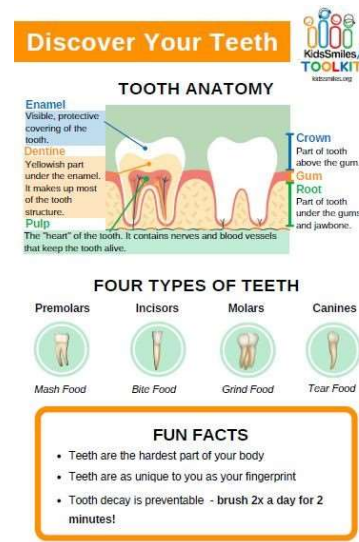 Discover Your Teeth
KidsSmiles
TOOLKIT
kidssmiles.org
TOOTH ANATOMY
Enamel
Visible, protective
covering of the
tooth.
Dentine
Yellowish part
under the enamel.
It makes up most
of the tooth
structure.
Pulp
The "heart" of the tooth. It contains nerves and blood vessels
that keep the tooth alive.
Crown
Part of tooth
above the gum.
Gum
Root
Part of tooth
under the gums
and jawbone.
FOUR TYPES OF TEETH
Premolars
Incisors
Molars
Canines
Mash Food
Bite Food
Grind Food
Tear Food
FUN FACTS
• Teeth are the hardest part of your body
• Teeth are as unique to you as your fingerprint
• Tooth decay is preventable - brush 2x a day for 2
minutes!